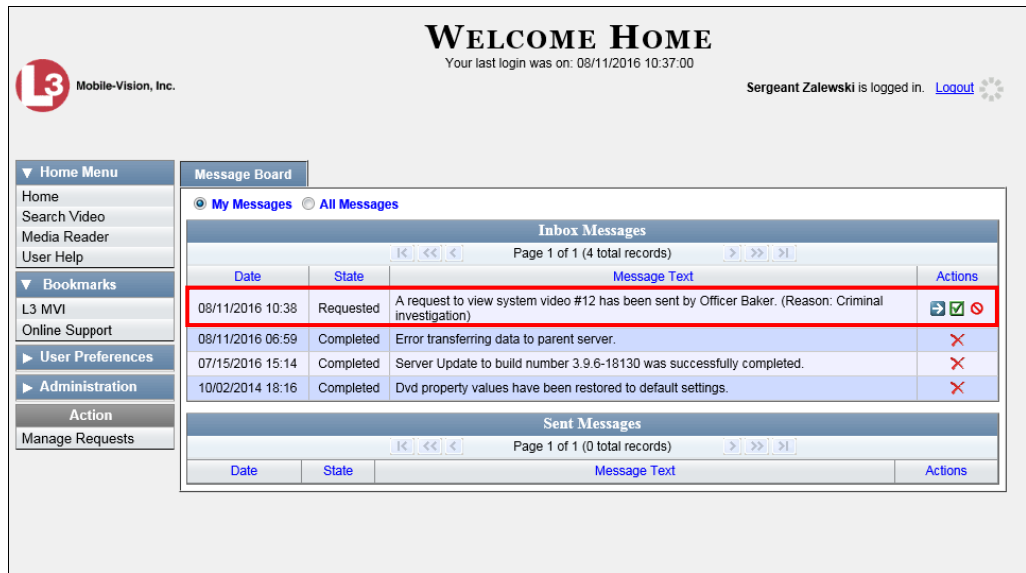 WELCOME HOME
Your last login was on: 08/11/2016 10:37:00
L3 Mobile-Vision, Inc.
Sergeant Zalewski is logged in. Logout
Home Menu
Home
Search Video
Media Reader
User Help
Bookmarks
L3 MVI
Online Support
User Preferences
Administration
Action
Manage Requests
Message Board
My Messages All Messages
Inbox Messages
Page 1 of 1 (4 total records)
Date State Message Text Actions
08/11/2016 10:38 Requested A request to view system video #12 has been sent by Officer Baker. (Reason: Criminal
investigation)
08/11/2016 06:59 Completed Error transferring data to parent server.
07/15/2016 15:14 Completed Server Update to build number 3.9.6-18130 was successfully completed.
10/02/2014 18:16 Completed Dvd property values have been restored to default settings.
Sent Messages
Page 1 of 1 (0 total records)
Date State Message Text Actions